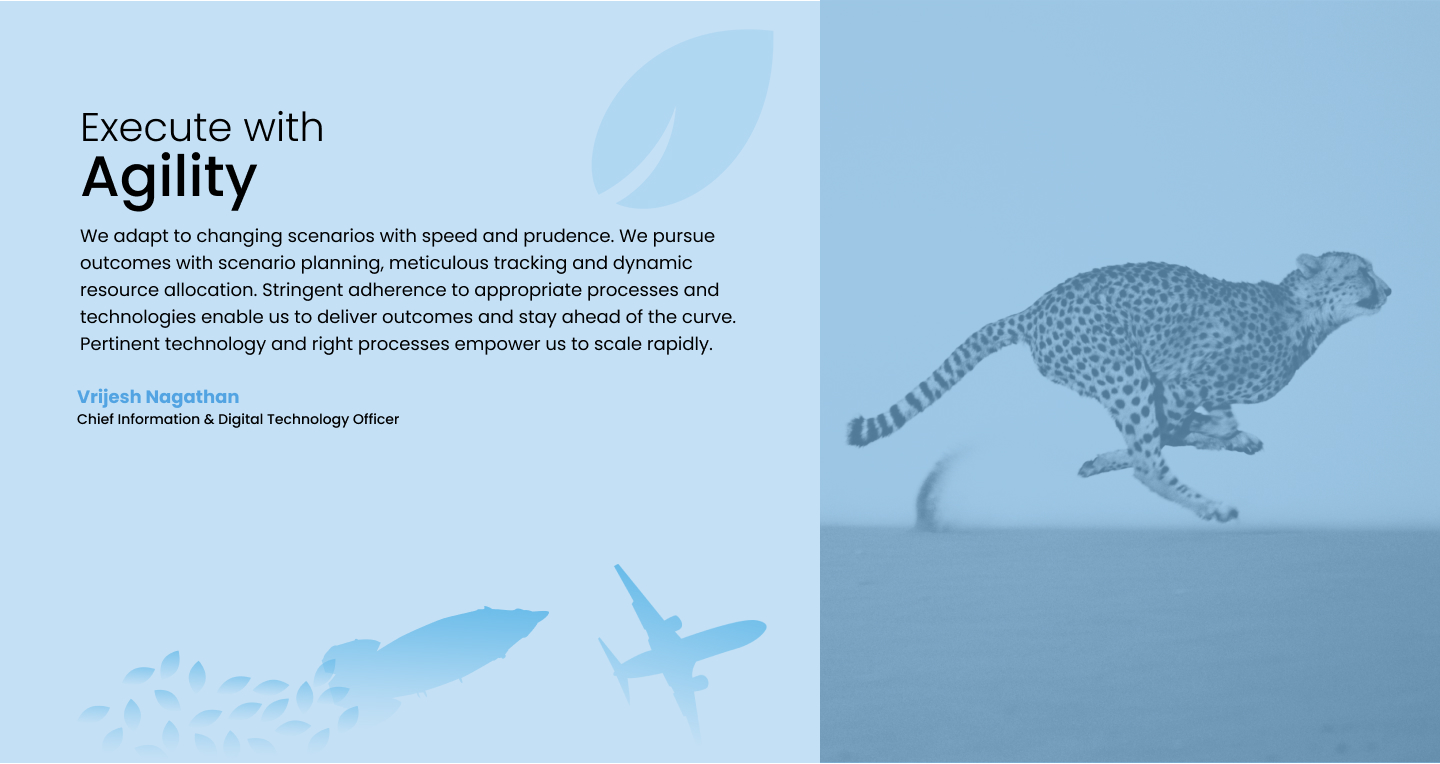 Execute with
Agility
We adapt to changing scenarios with speed and prudence. We pursue
outcomes with scenario planning, meticulous tracking and dynamic
resource allocation. Stringent adherence to appropriate processes and
technologies enable us to deliver outcomes and stay ahead of the curve.
Pertinent technology and right processes empower us to scale rapidly.
Vrijesh Nagathan
Chief Information & Digital Technology Officer